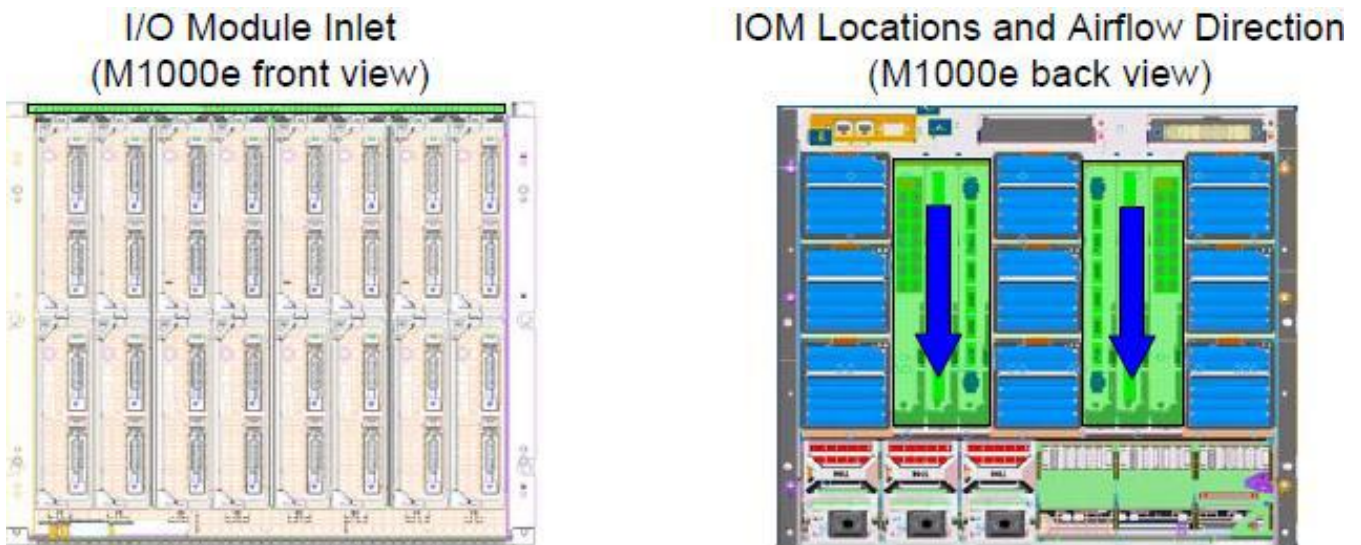 I/O Module Inlet
(M1000e front view)
IOM Locations and Airflow Direction
(M1000e back view)